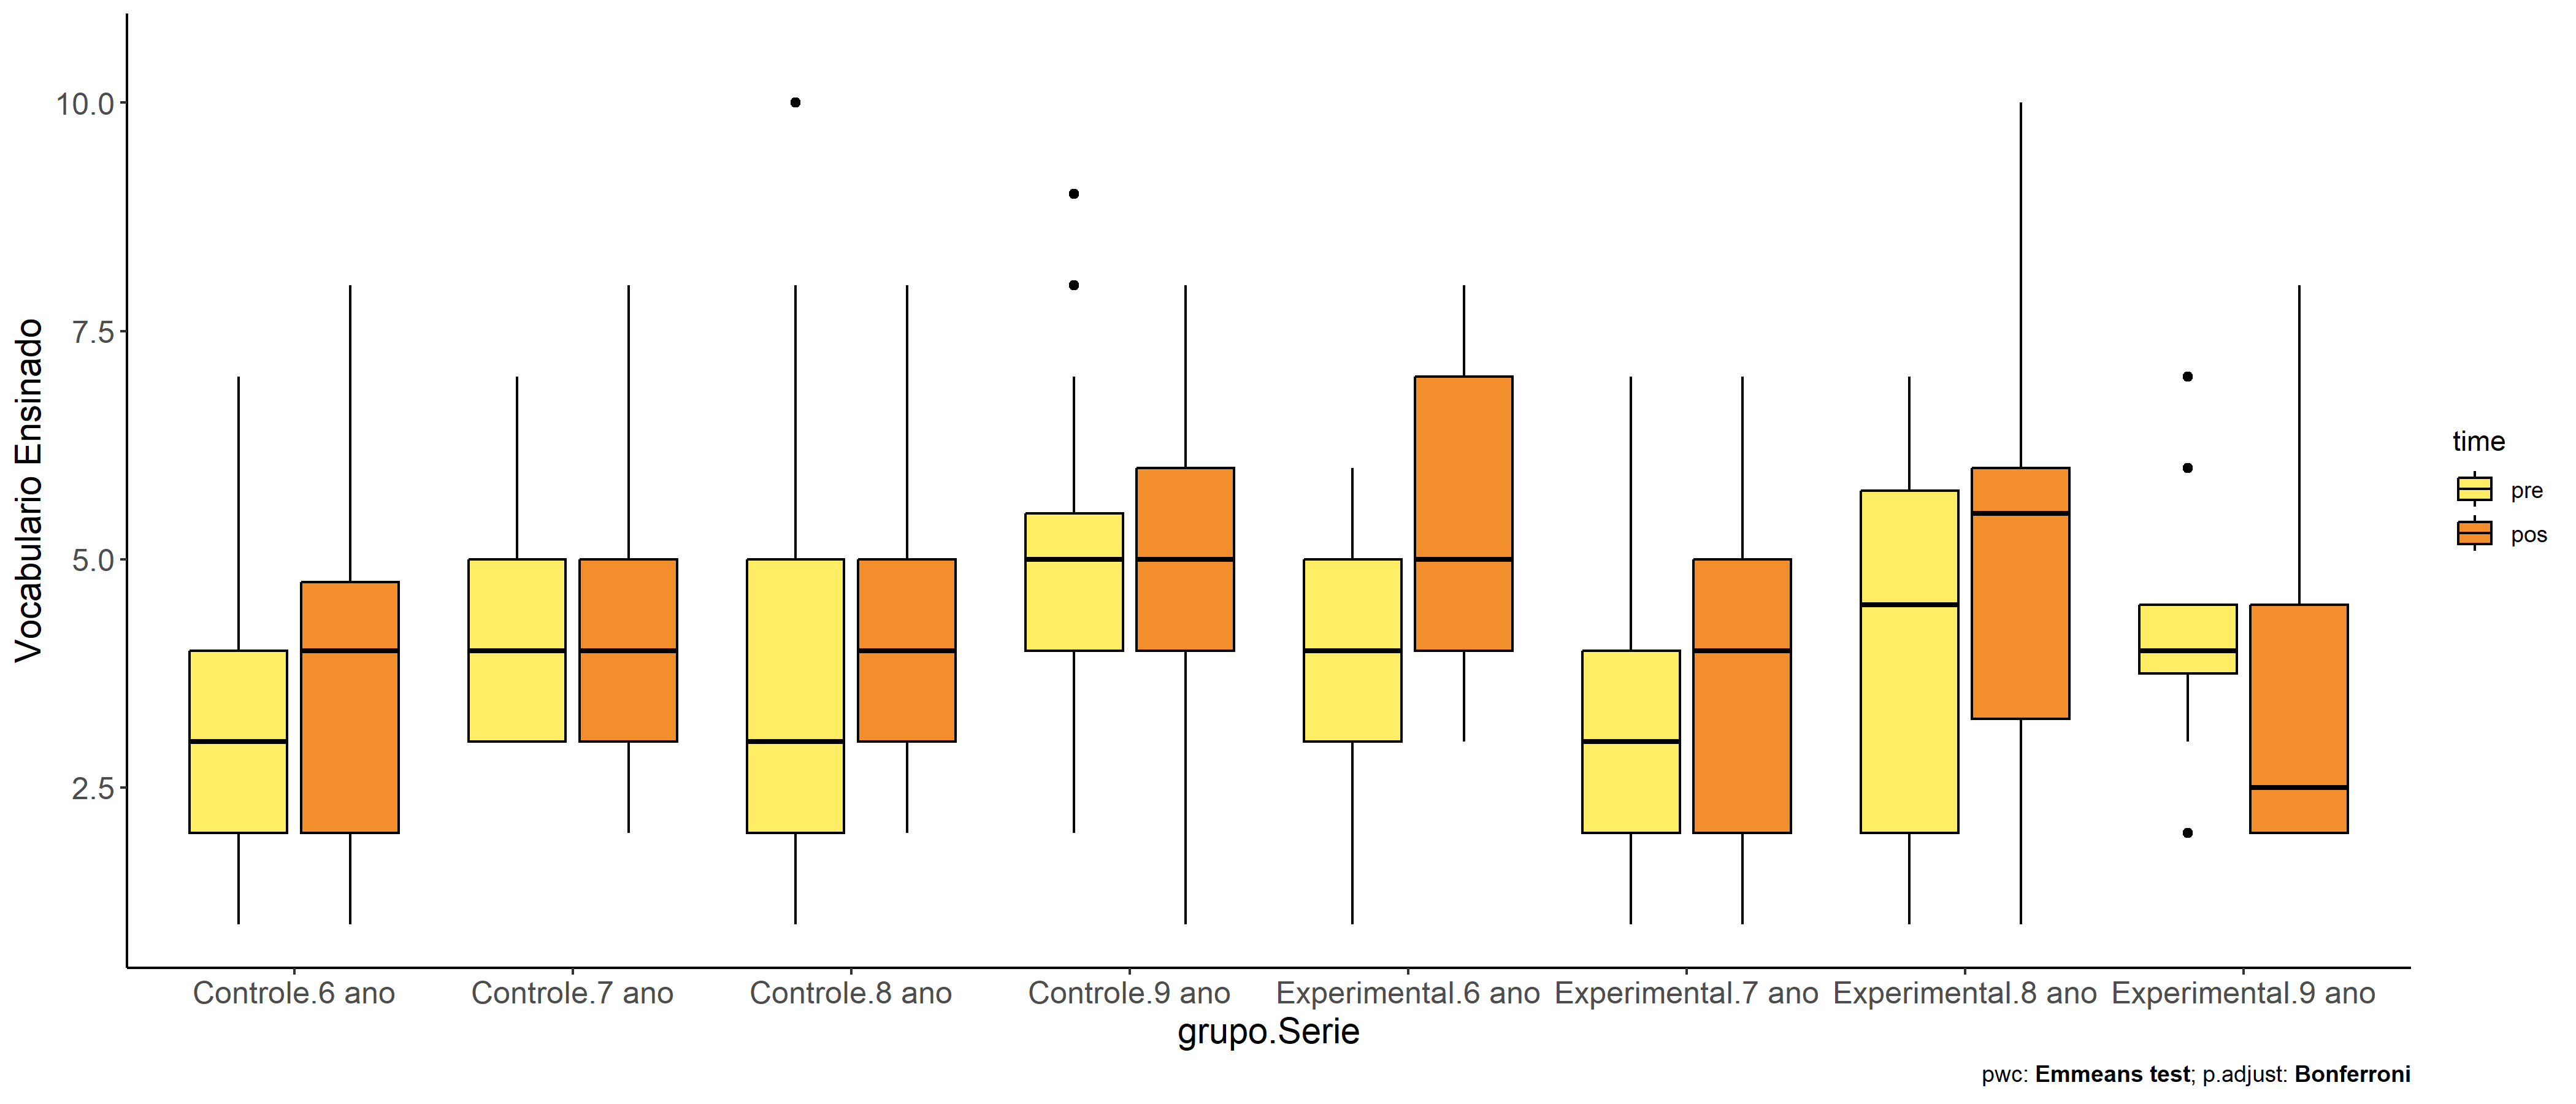 Vocabulario Ensinado
10.0
7.5
5.0
2.5
Controle.6 ano
Controle.7 ano
Controle.8 ano
Controle.9 ano
Experimental.6 ano
Experimental.7 ano
Experimental.8 ano
Experimental.9 ano
grupo.Serie
time
pre
pos
pwc: Emmeans test; p.adjust: Bonferroni